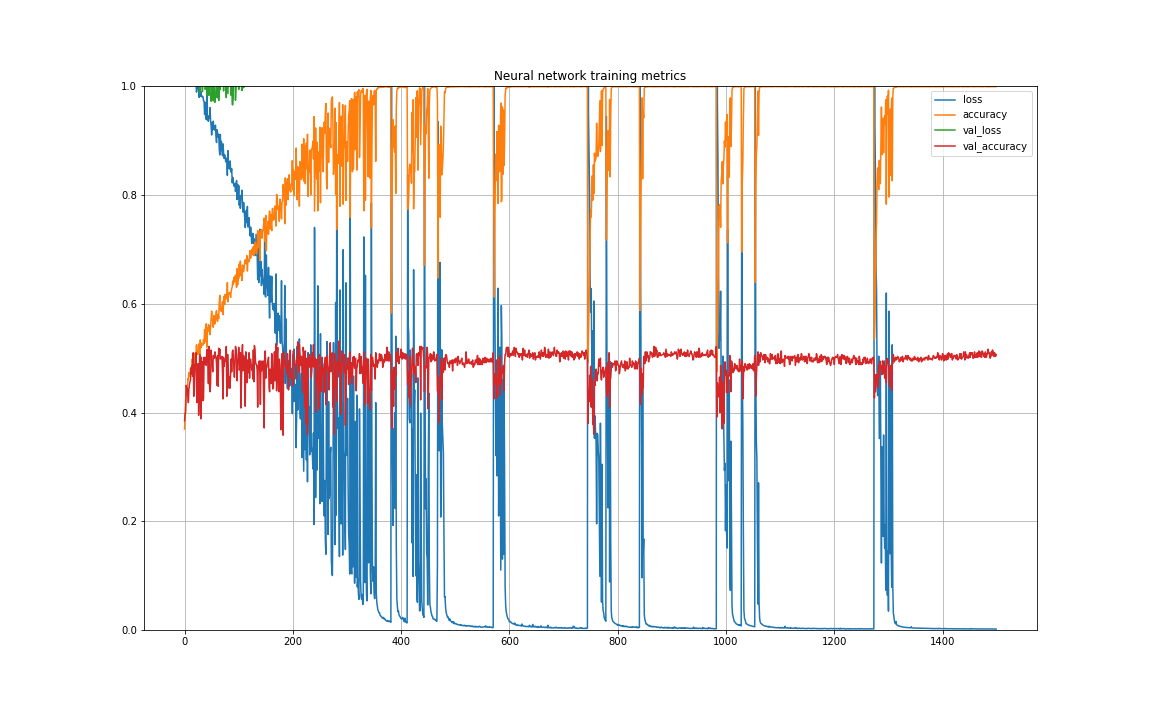 Neural network training metrics
loss
accuracy
val_loss
val_accuracy
1.0
0.8
0.6
0.4
0.2
0.0
0 200 400 600 800 1000 1200 1400